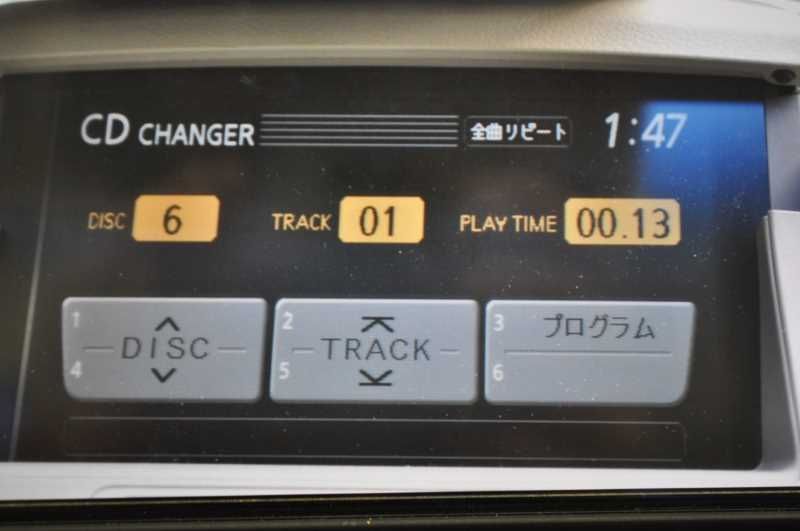 CD CHANGER 全曲リピート 1:47
DISC 6 TRACK 01 PLAY TIME 00.13
1 2 3 プログラム
DISC TRACK
4 5 6